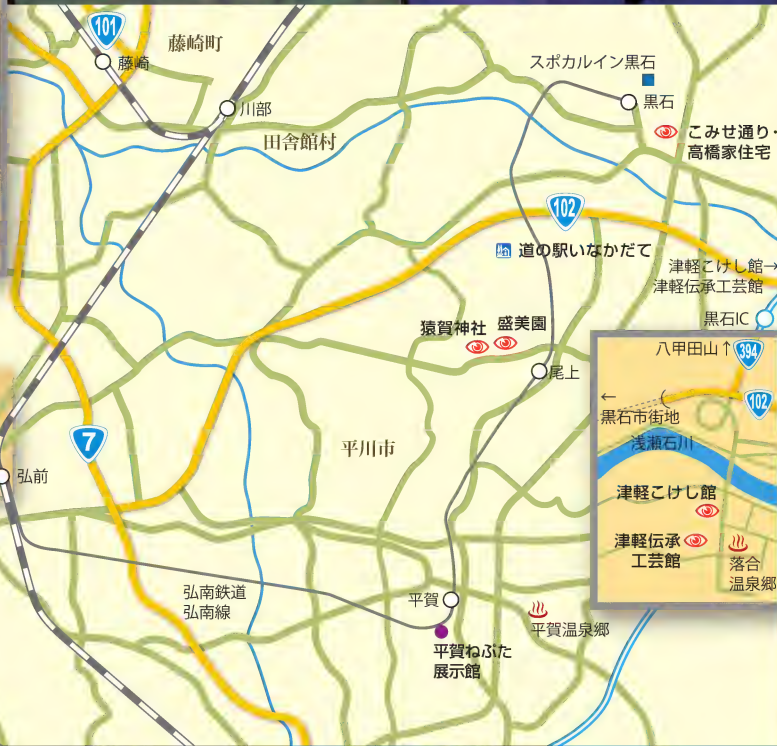 101
藤崎町
藤崎
スポカルイン黒石
黒石
川部
田舎館村
こみせ通り・
高橋家住宅
102
道の駅いなかだて
津軽こけし館→
津軽伝承工芸館
黒石IC
猿賀神社
盛美園
尾上
八甲田山↑
394
102
←
黒石市街地
浅瀬石川
津軽こけし館
津軽伝承
工芸館
落合
温泉郷
7
平川市
弘前
弘南鉄道
弘南線
平賀
平賀温泉郷
平賀ねぷた
展示館